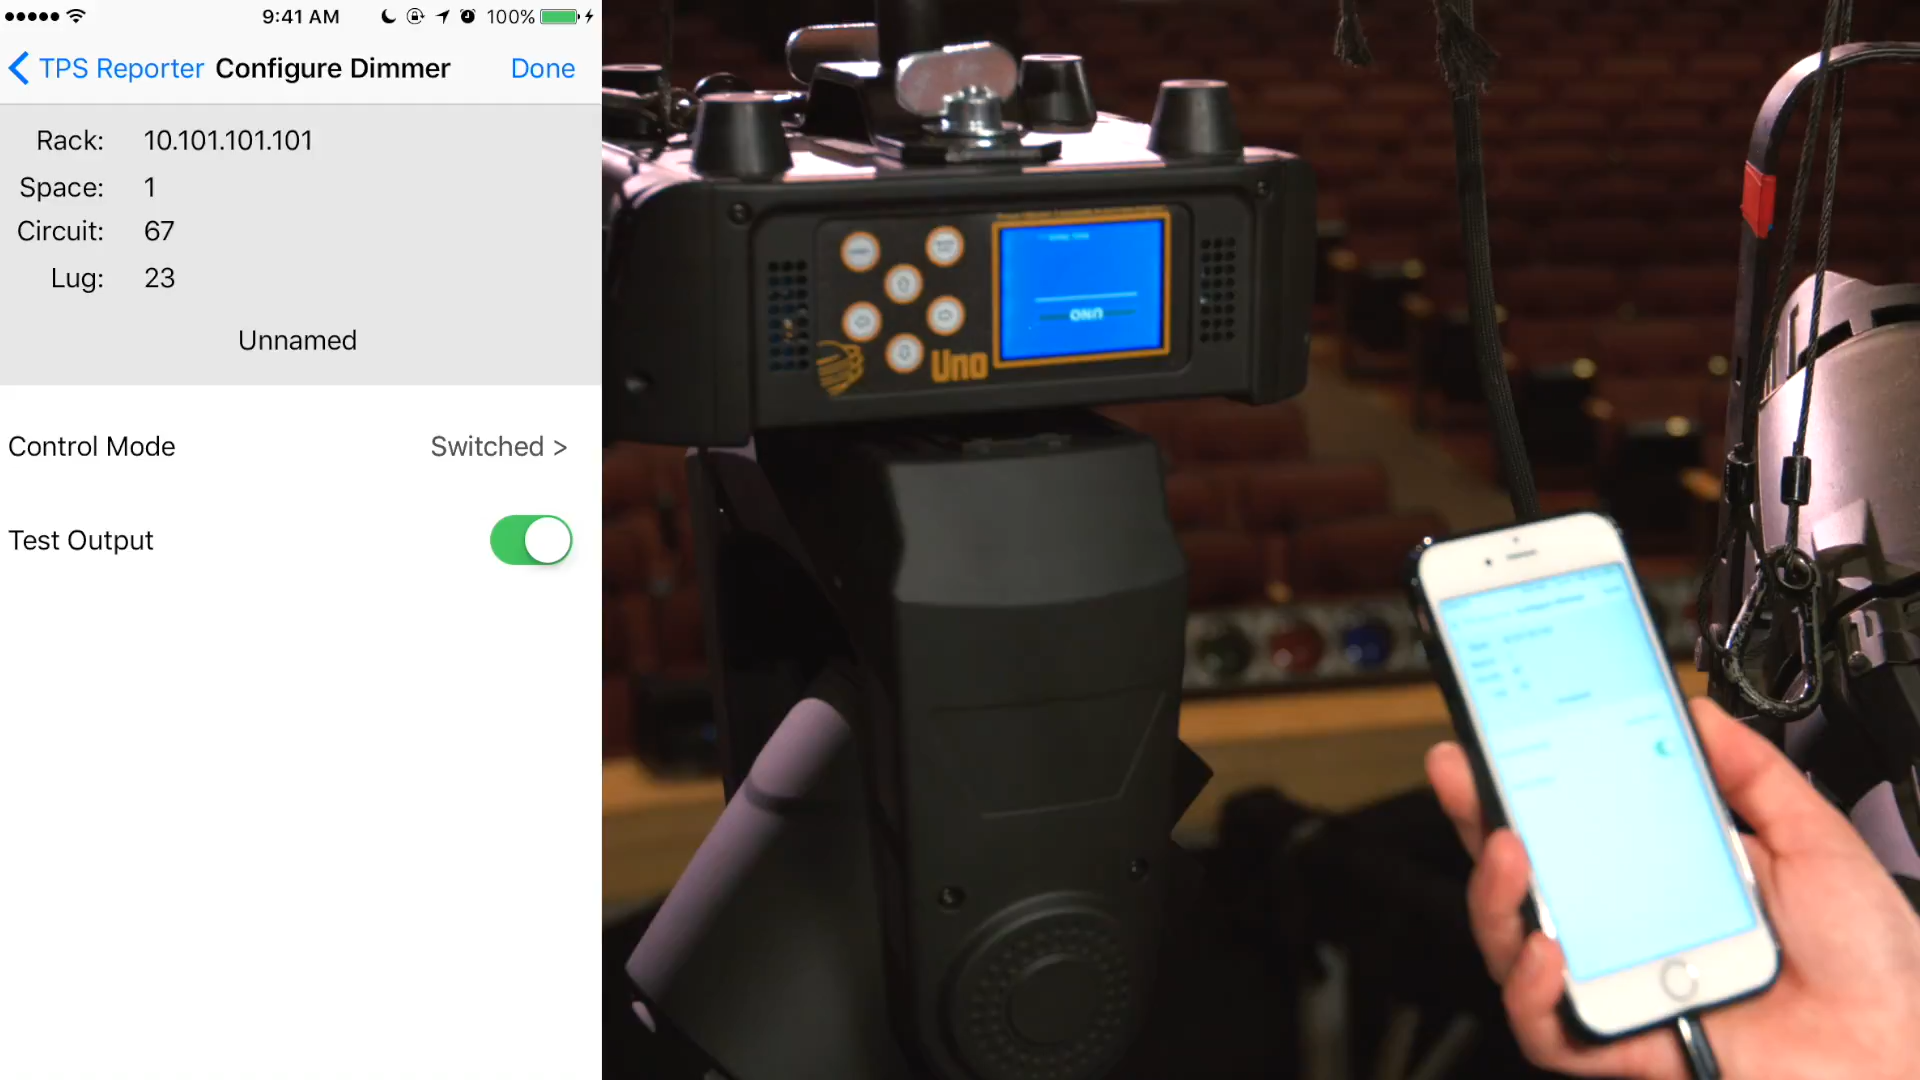 9:41 AM 100%
TPS Reporter Configure Dimmer Done
Rack: 10.101.101.101
Space: 1
Circuit: 67
Lug: 23
Unnamed
Control Mode Switched >
Test Output
UNO
Uno